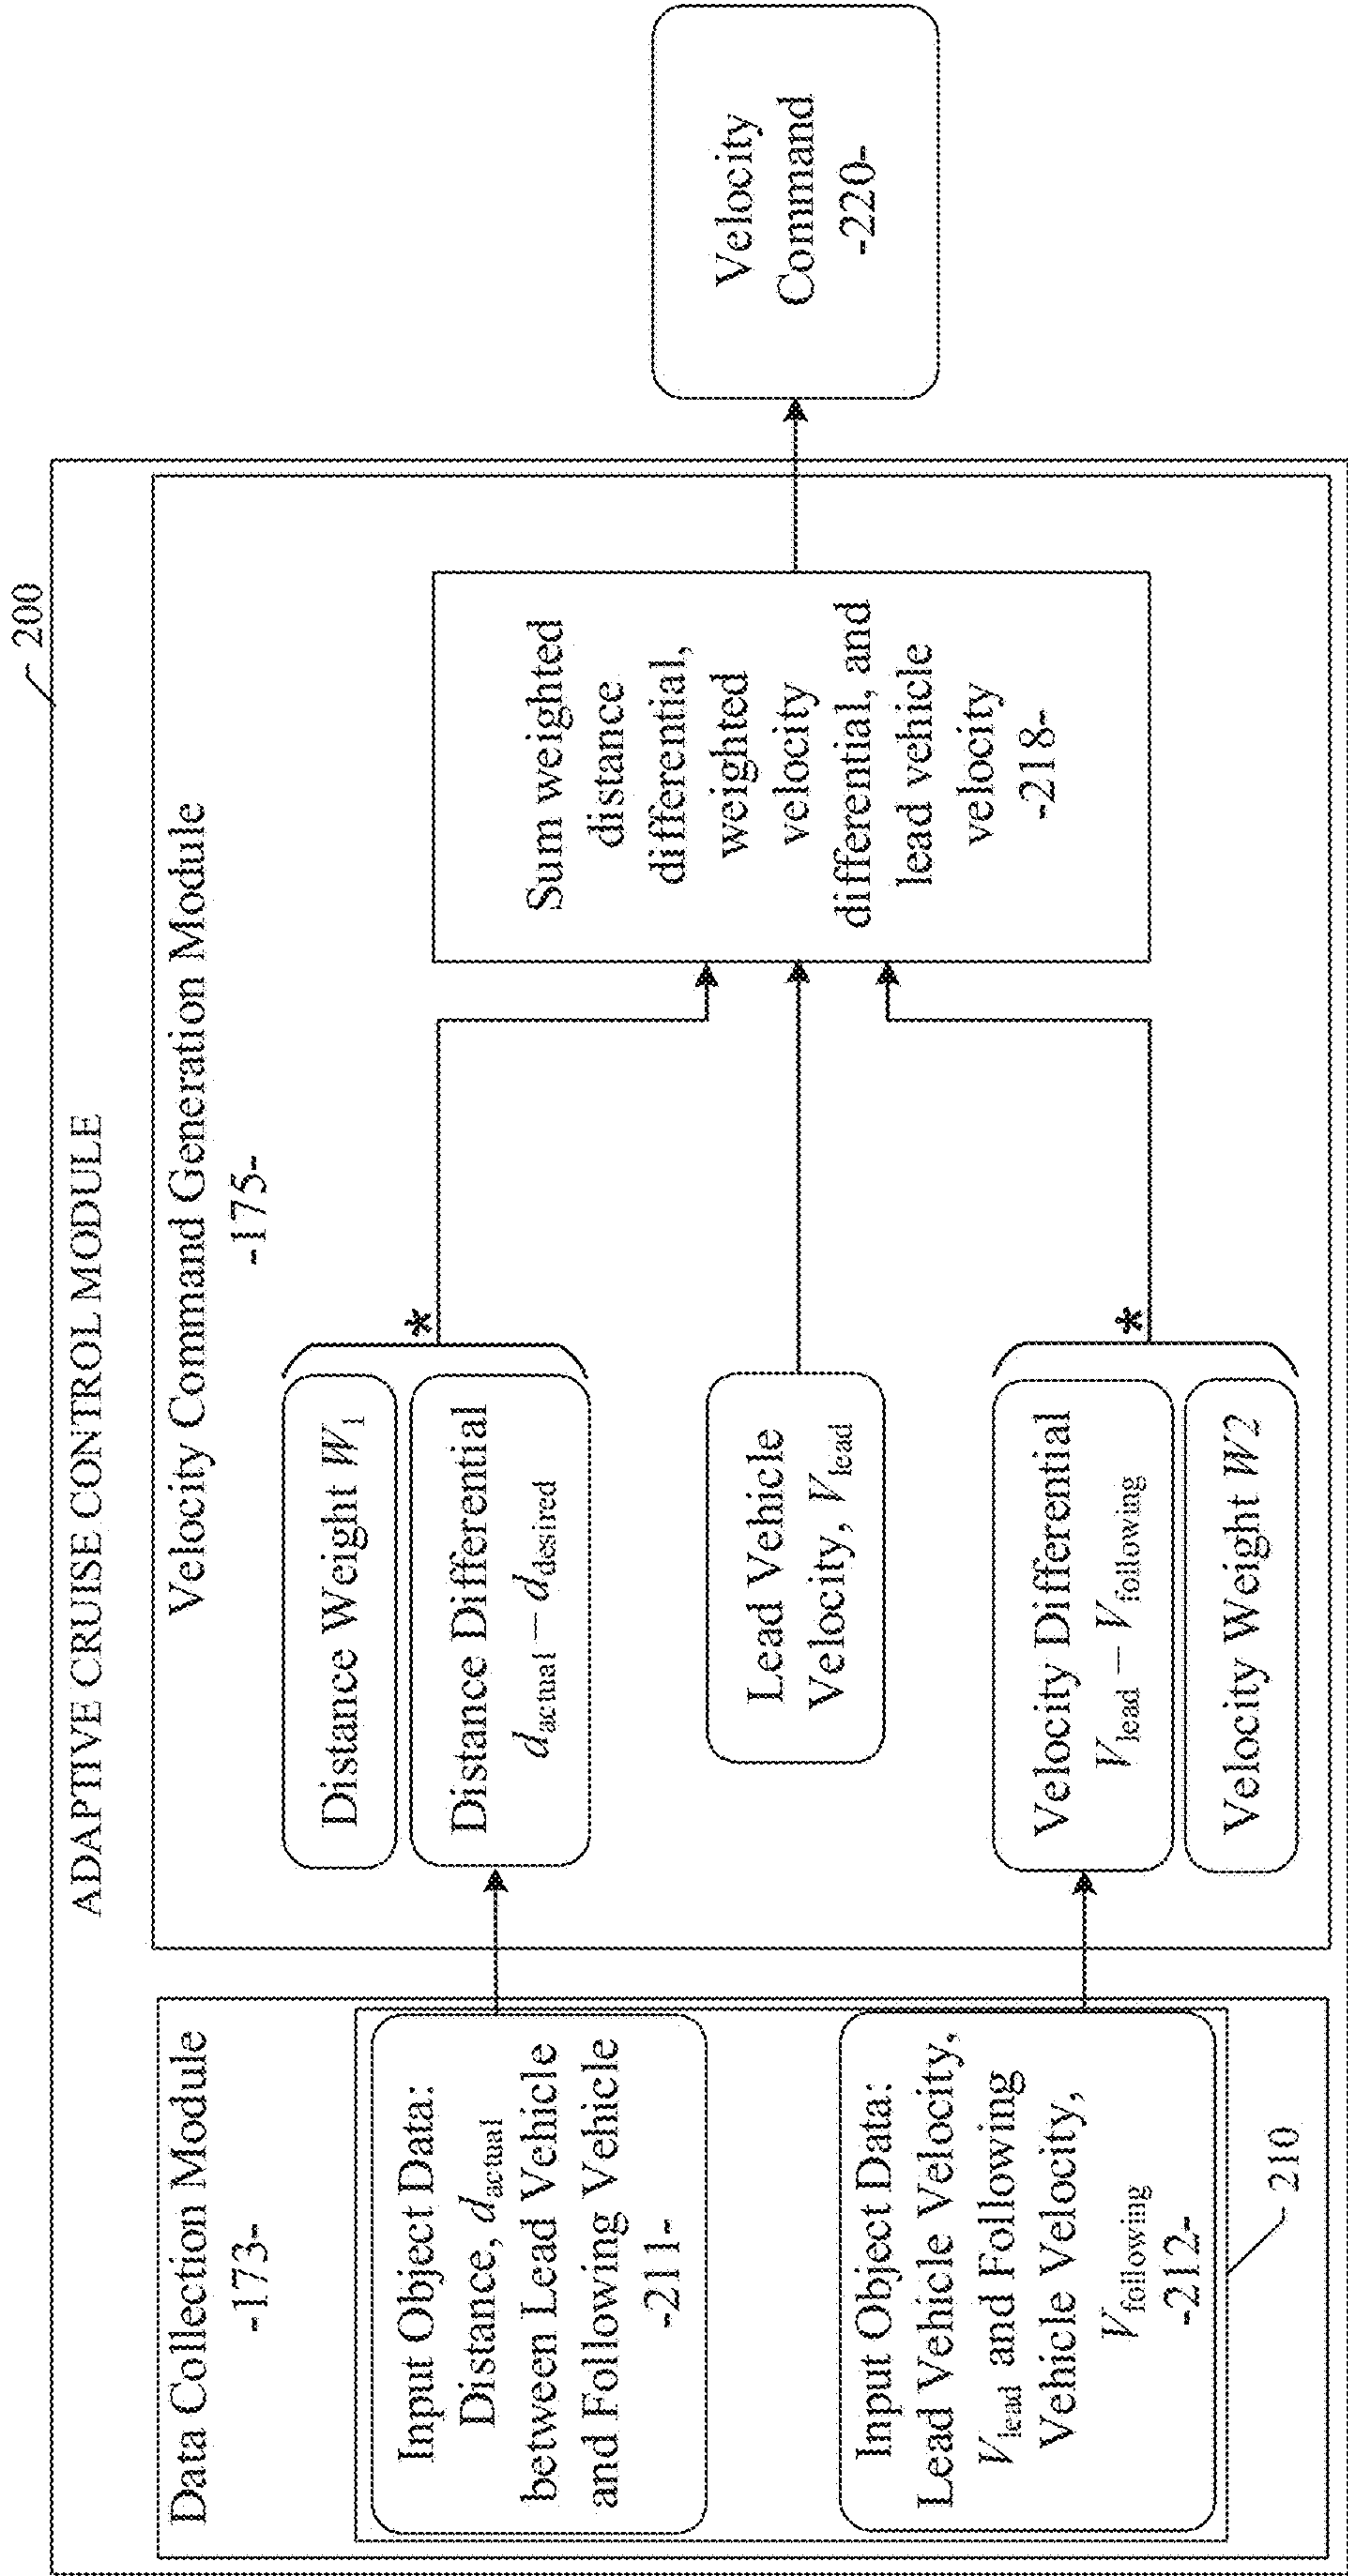 200
ADAPTIVE CRUISE CONTROL MODULE
Data Collection Module
-173-
Input Object Data:
Distance, d_actual
between Lead Vehicle
and Following Vehicle
-211-
Input Object Data:
Lead Vehicle Velocity,
V_lead and Following
Vehicle Velocity,
V_following
-212-
210
Velocity Command Generation Module
-175-
Distance Weight W_1
Distance Differential
d_actual − d_desired
*
Lead Vehicle
Velocity, V_lead
Velocity Differential
V_lead − V_following
Velocity Weight W2
*
Sum weighted
distance
differential,
weighted
velocity
differential, and
lead vehicle
velocity
-218-
Velocity
Command
-220-